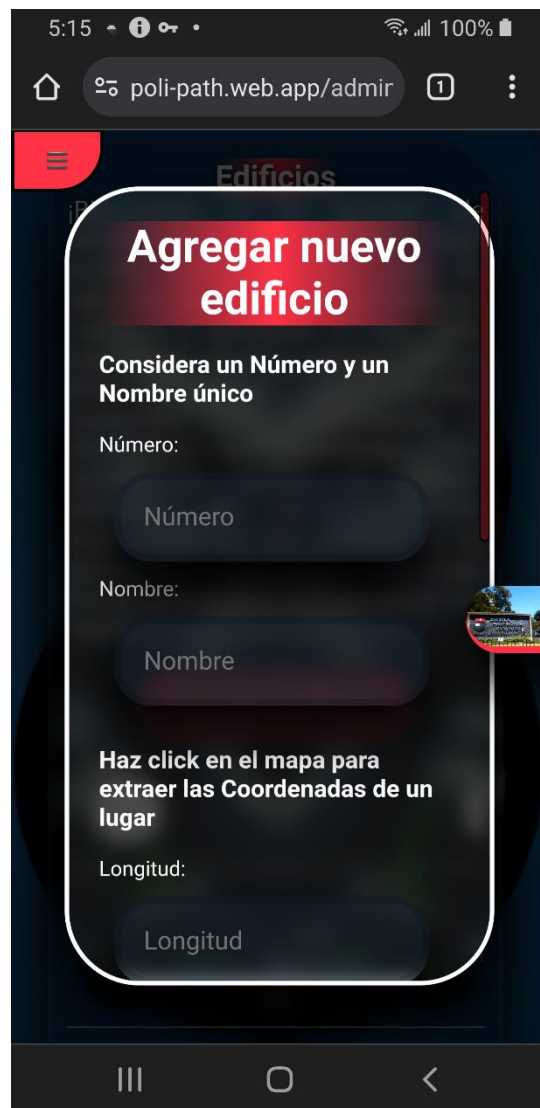 5:15
100%
poli-path.web.app/admin
1
Edificios
Agregar nuevo
edificio
Considera un Número y un
Nombre único
Número:
Número
Nombre:
Nombre
Haz click en el mapa para
extraer las Coordenadas de un
lugar
Longitud:
Longitud